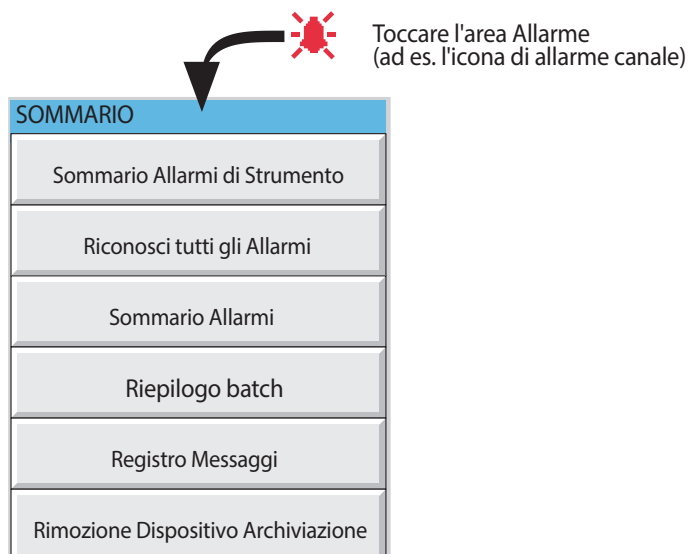 Toccare l'area Allarme
(ad es. l'icona di allarme canale)
SOMMARIO
Sommario Allarmi di Strumento
Riconosci tutti gli Allarmi
Sommario Allarmi
Riepilogo batch
Registro Messaggi
Rimozione Dispositivo Archiviazione